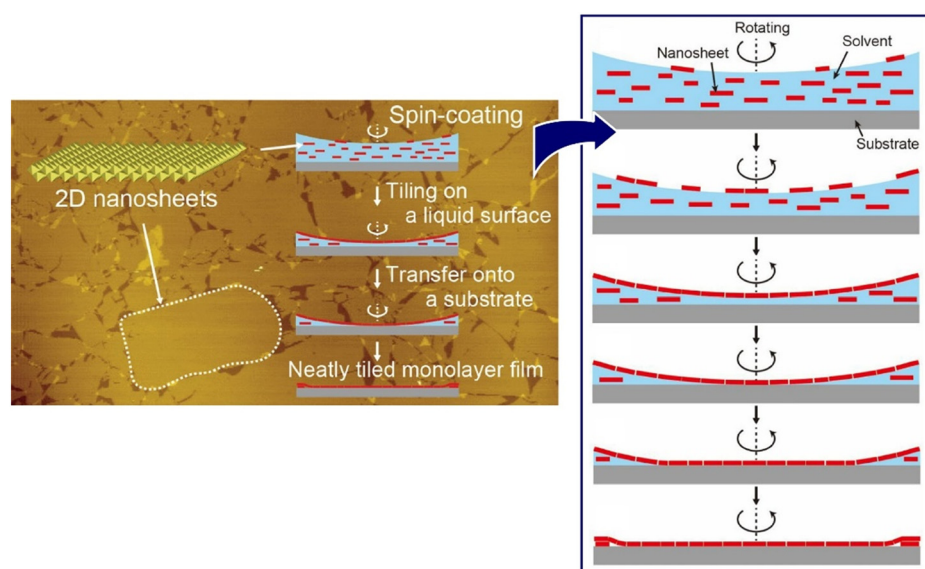 Spin-coating
2D nanosheets
Tiling on
a liquid surface
Transfer onto
a substrate
Neatly tiled monolayer film
Rotating
Nanosheet
Solvent
Substrate